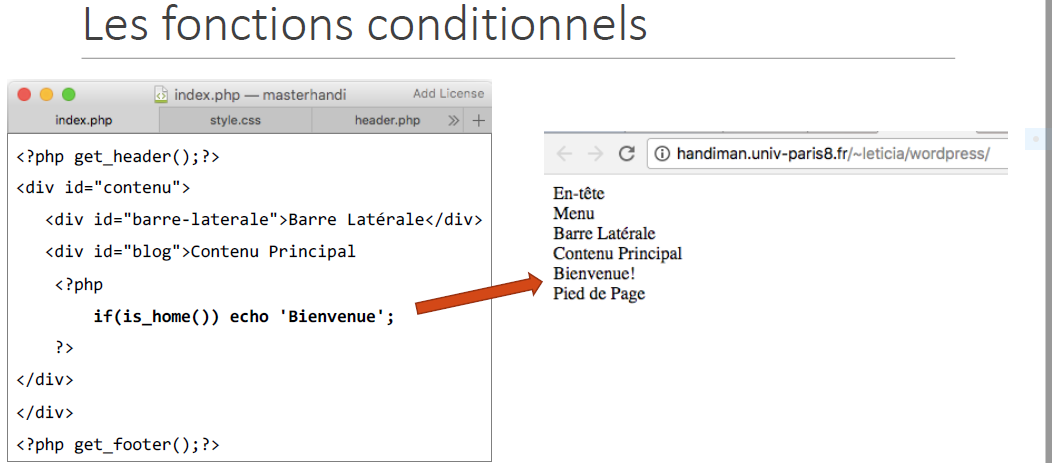 Les fonctions conditionnels
index.php — masterhandi
Add License
index.php
style.css
header.php
<?php get_header();?>
<div id="contenu">
<div id="barre-laterale">Barre Latérale</div>
<div id="blog">Contenu Principal
<?php
if(is_home()) echo 'Bienvenue';
?>
</div>
</div>
<?php get_footer();?>
handiman.univ-paris8.fr/~leticia/wordpress/
En-tête
Menu
Barre Latérale
Contenu Principal
Bienvenue!
Pied de Page